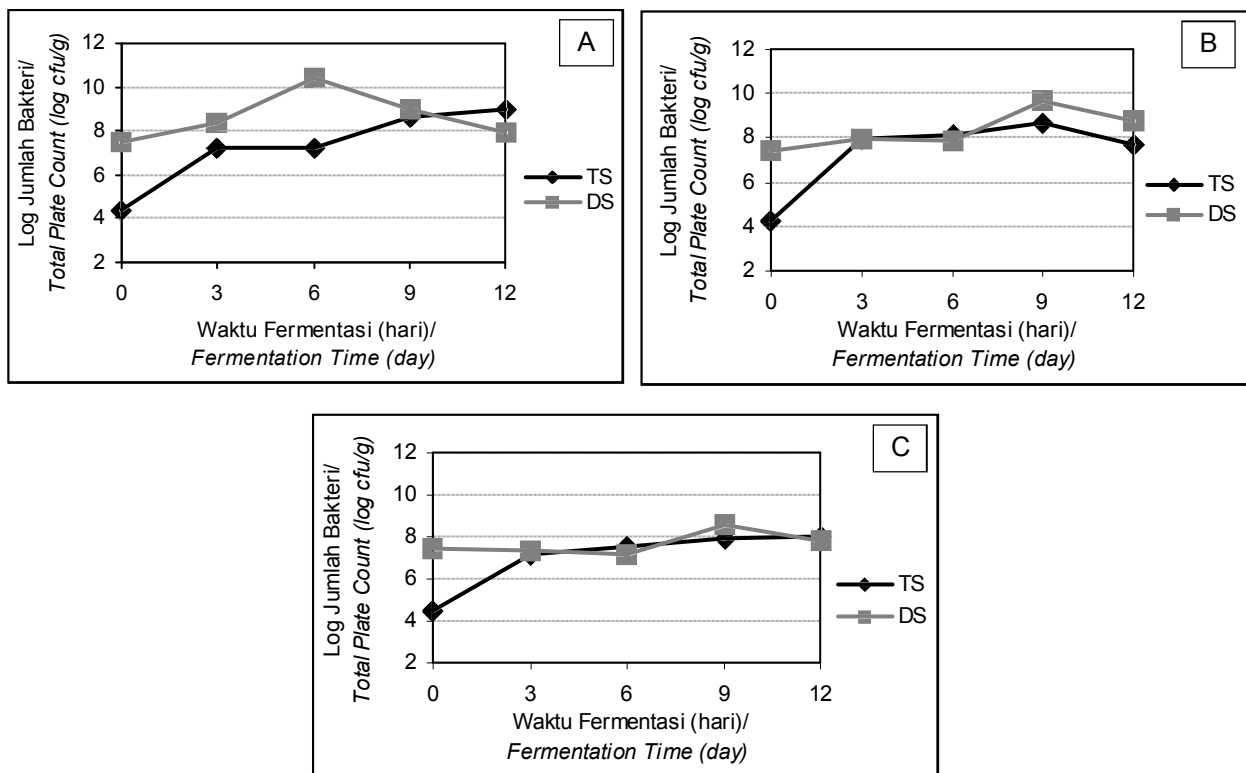 A
Log Jumlah Bakteri/
Total Plate Count (log cfu/g)
12
10
8
6
4
2
0 3 6 9 12
Waktu Fermentasi (hari)/
Fermentation Time (day)
TS
DS
B
Log Jumlah Bakteri/
Total Plate Count (log cfu/g)
12
10
8
6
4
2
0 3 6 9 12
Waktu Fermentasi (hari)/
Fermentation Time (day)
TS
DS
C
Log Jumlah Bakteri/
Total Plate Count (log cfu/g)
12
10
8
6
4
2
0 3 6 9 12
Waktu Fermentasi (hari)/
Fermentation Time (day)
TS
DS